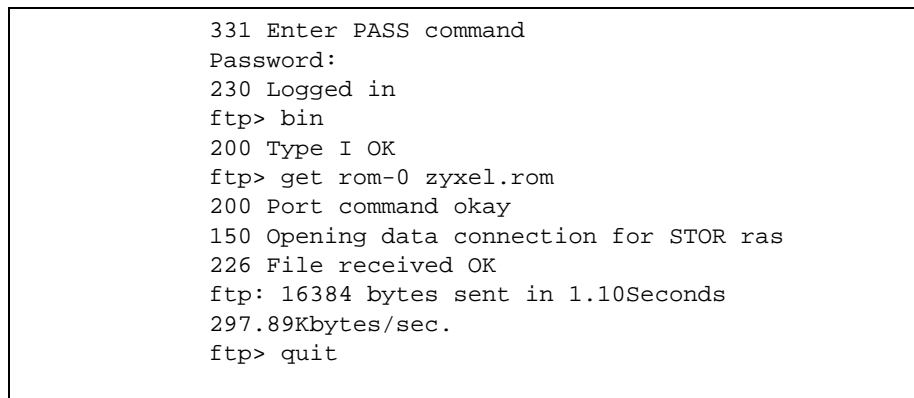 331 Enter PASS command
Password:
230 Logged in
ftp> bin
200 Type I OK
ftp> get rom-0 zyxel.rom
200 Port command okay
150 Opening data connection for STOR ras
226 File received OK
ftp: 16384 bytes sent in 1.10Seconds
297.89Kbytes/sec.
ftp> quit